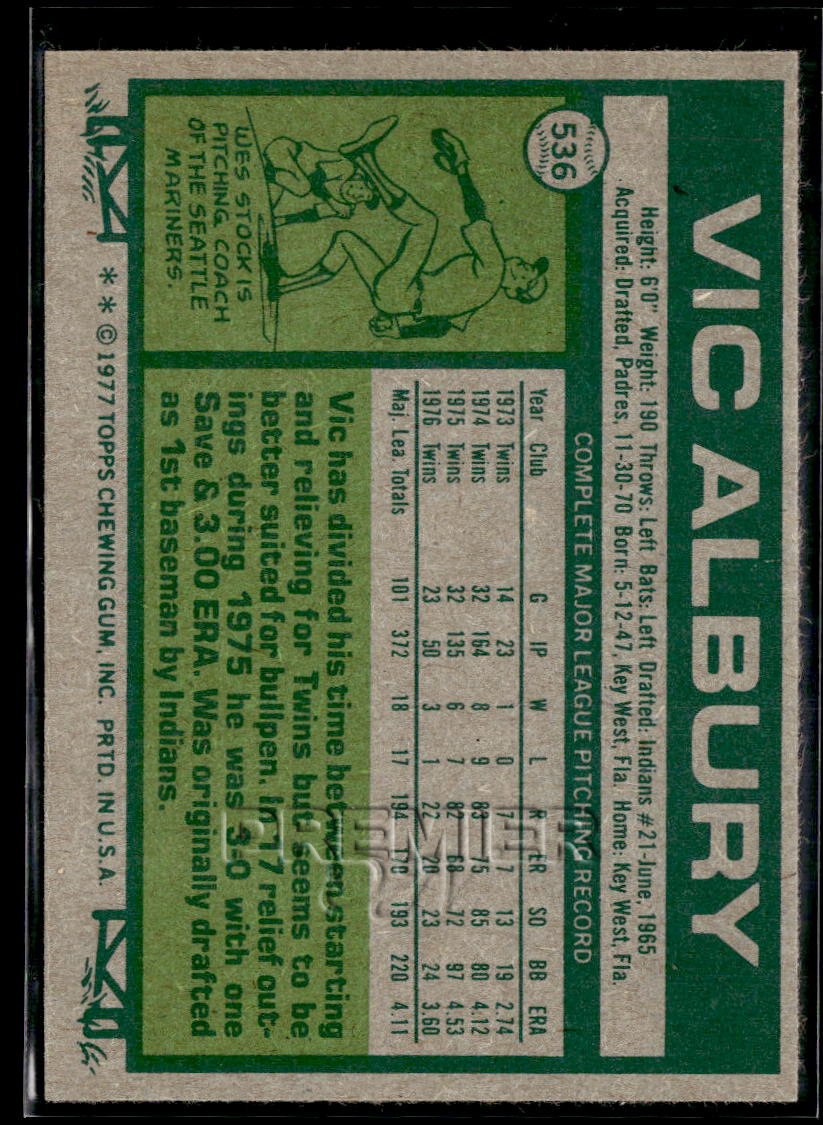 536
VIC ALBURY
Height: 6'0" Weight: 190 Throws: Left Bats: Left Drafted: Indians #21-June, 1965
Acquired: Drafted, Padres, 11-30-70 Born: 5-12-47, Key West, Fla. Home: Key West, Fla.
COMPLETE MAJOR LEAGUE PITCHING RECORD
Year Club G IP W L R ER SO BB ERA
1973 Twins 14 23 1 0 7 7 13 19 2.74
1974 Twins 32 164 8 9 83 75 85 80 4.12
1975 Twins 32 135 6 7 82 68 72 97 4.53
1976 Twins 23 50 3 1 22 20 23 24 3.60
Maj. Lea. Totals 101 372 18 17 194 170 193 220 4.11
WES STOCK IS
PITCHING COACH
OF THE SEATTLE
MARINERS.
Vic has divided his time between starting
and relieving for Twins but seems to be
better suited for bullpen. In 17 relief out-
ings during 1975 he was 3-0 with one
Save & 3.00 ERA. Was originally drafted
as 1st baseman by Indians.
* * © 1977 TOPPS CHEWING GUM, INC. PRTD. IN U.S.A.
PREMIER